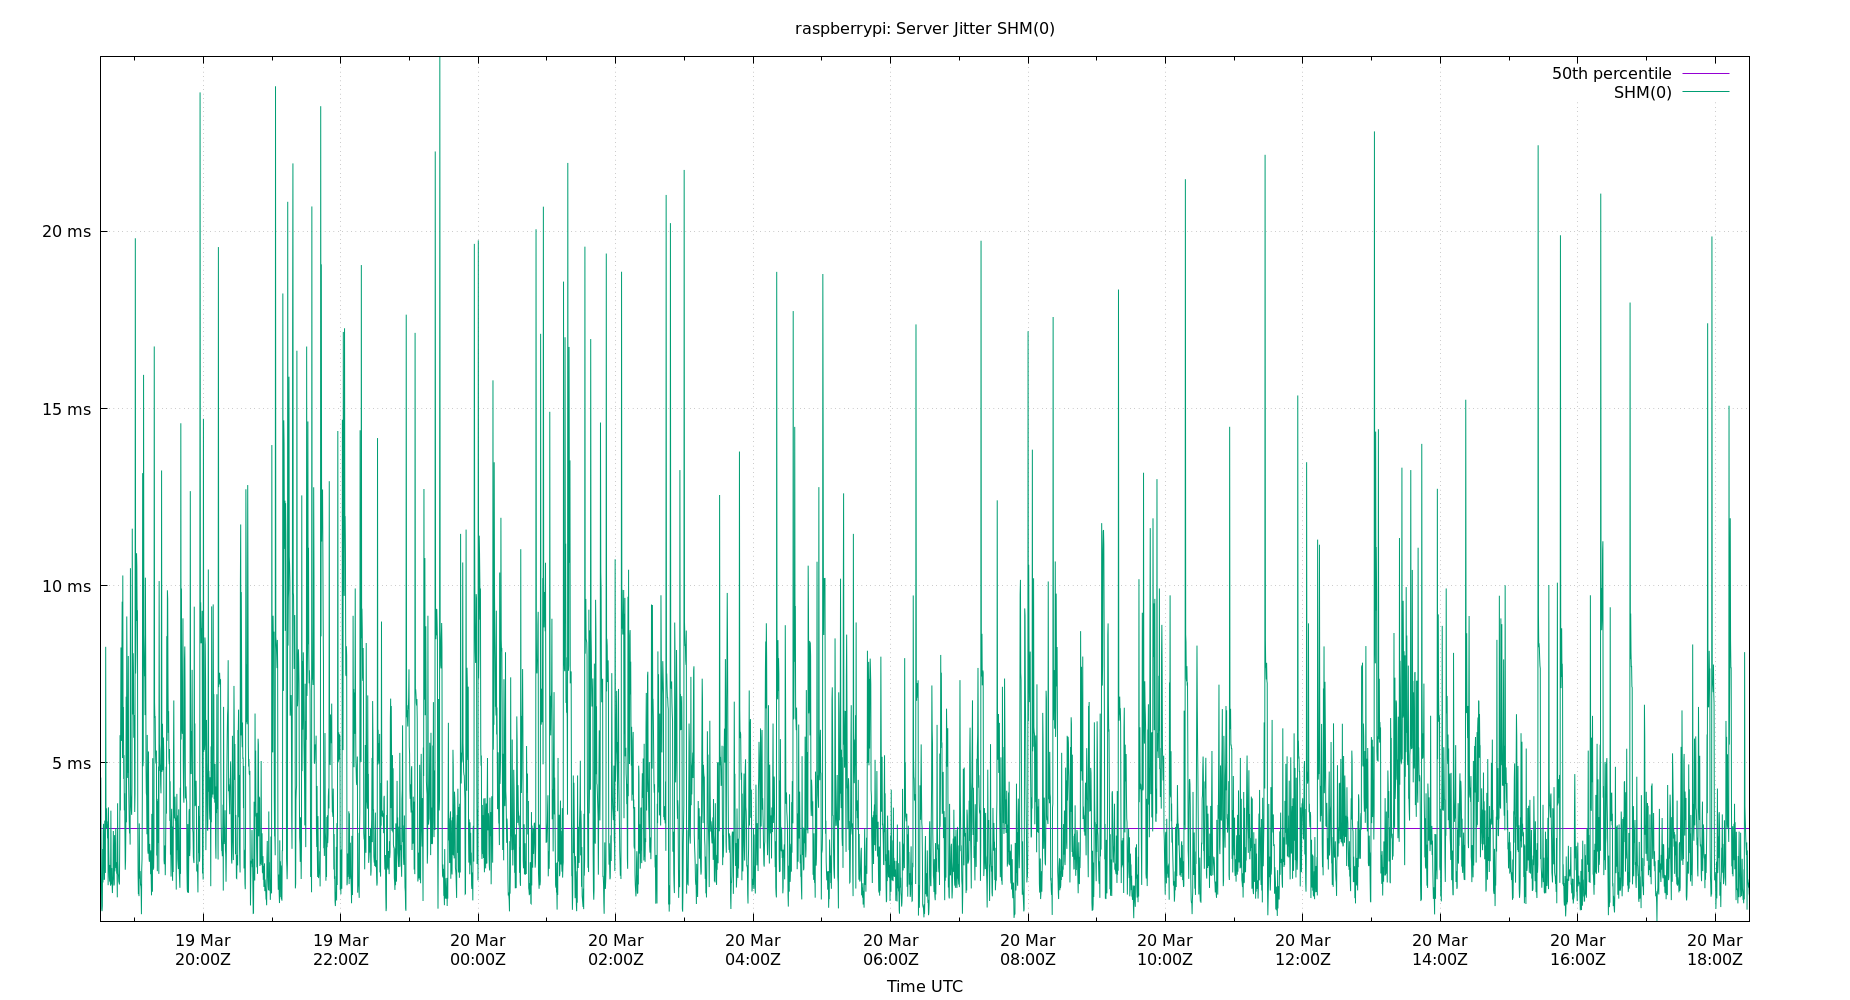 raspberrypi: Server Jitter SHM(0)
50th percentile
SHM(0)
20 ms
15 ms
10 ms
5 ms
19 Mar 19 Mar 20 Mar 20 Mar 20 Mar 20 Mar 20 Mar 20 Mar 20 Mar 20 Mar 20 Mar 20 Mar
20:00Z 22:00Z 00:00Z 02:00Z 04:00Z 06:00Z 08:00Z 10:00Z 12:00Z 14:00Z 16:00Z 18:00Z
Time UTC